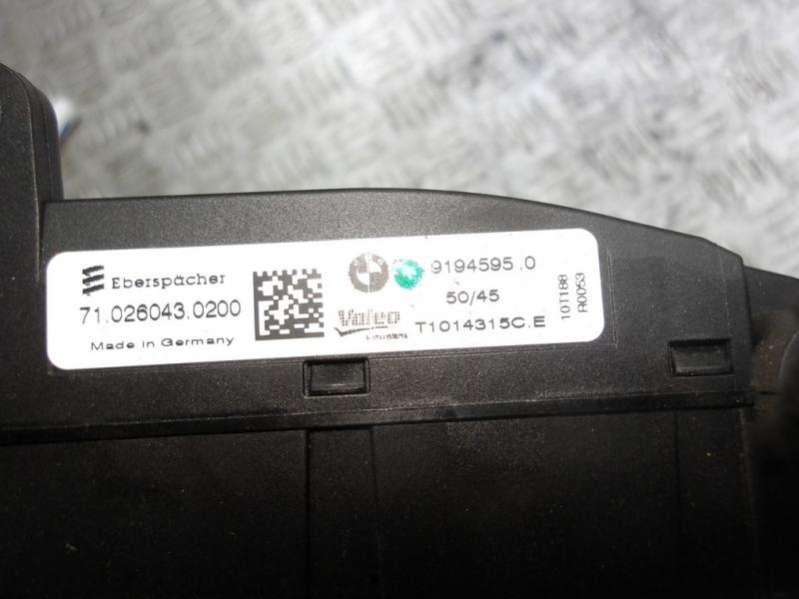 Eberspächer
71.026043.0200
Made in Germany
9194595.0
50/45
Valeo
T1014315C.E
10T188
R0053